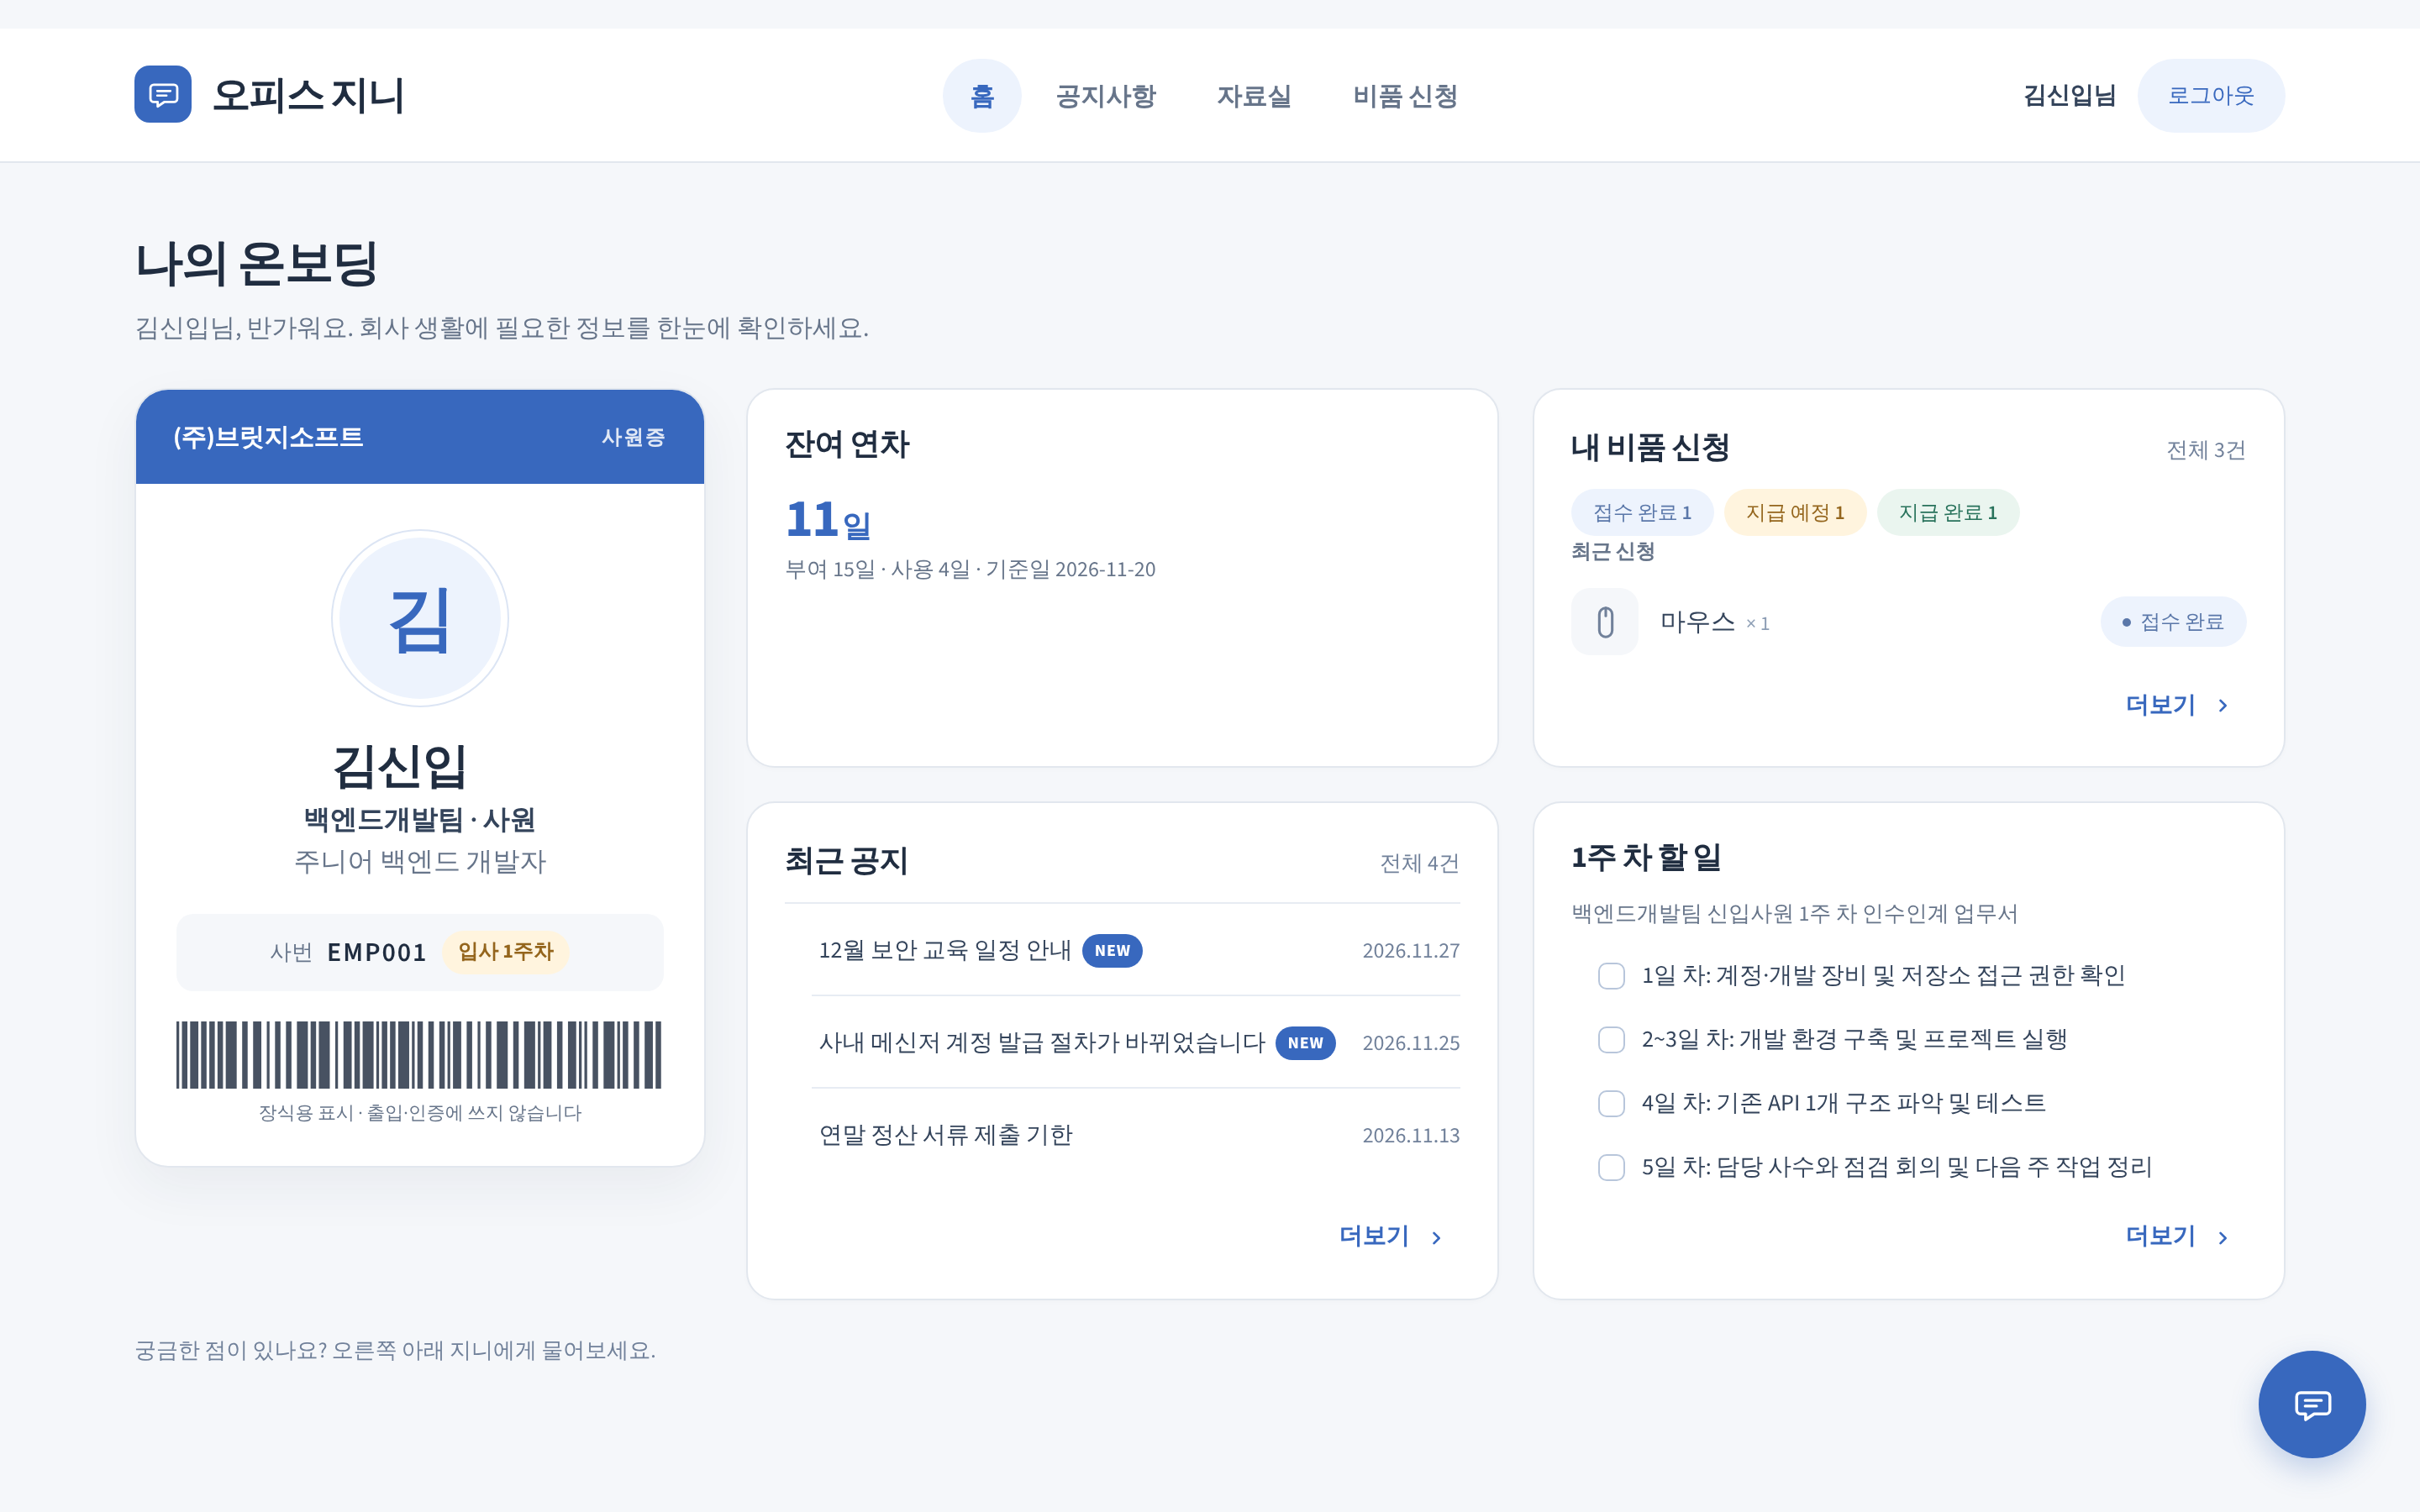 오피스 지니
홈 공지사항 자료실 비품 신청
김신입님 로그아웃
나의 온보딩
김신입님, 반가워요. 회사 생활에 필요한 정보를 한눈에 확인하세요.
(주)브릿지소프트 사원증
김
김신입
백엔드개발팀 · 사원
주니어 백엔드 개발자
사번 EMP001 입사 1주차
장식용 표시 · 출입·인증에 쓰지 않습니다
잔여 연차
11일
부여 15일 · 사용 4일 · 기준일 2026-11-20
내 비품 신청 전체 3건
접수 완료 1 지급 예정 1 지급 완료 1
최근 신청
마우스 × 1 접수 완료
더보기
최근 공지 전체 4건
12월 보안 교육 일정 안내 NEW 2026.11.27
사내 메신저 계정 발급 절차가 바뀌었습니다 NEW 2026.11.25
연말 정산 서류 제출 기한 2026.11.13
더보기
1주 차 할 일
백엔드개발팀 신입사원 1주 차 인수인계 업무서
1일 차: 계정·개발 장비 및 저장소 접근 권한 확인
2~3일 차: 개발 환경 구축 및 프로젝트 실행
4일 차: 기존 API 1개 구조 파악 및 테스트
5일 차: 담당 사수와 점검 회의 및 다음 주 작업 정리
더보기
궁금한 점이 있나요? 오른쪽 아래 지니에게 물어보세요.